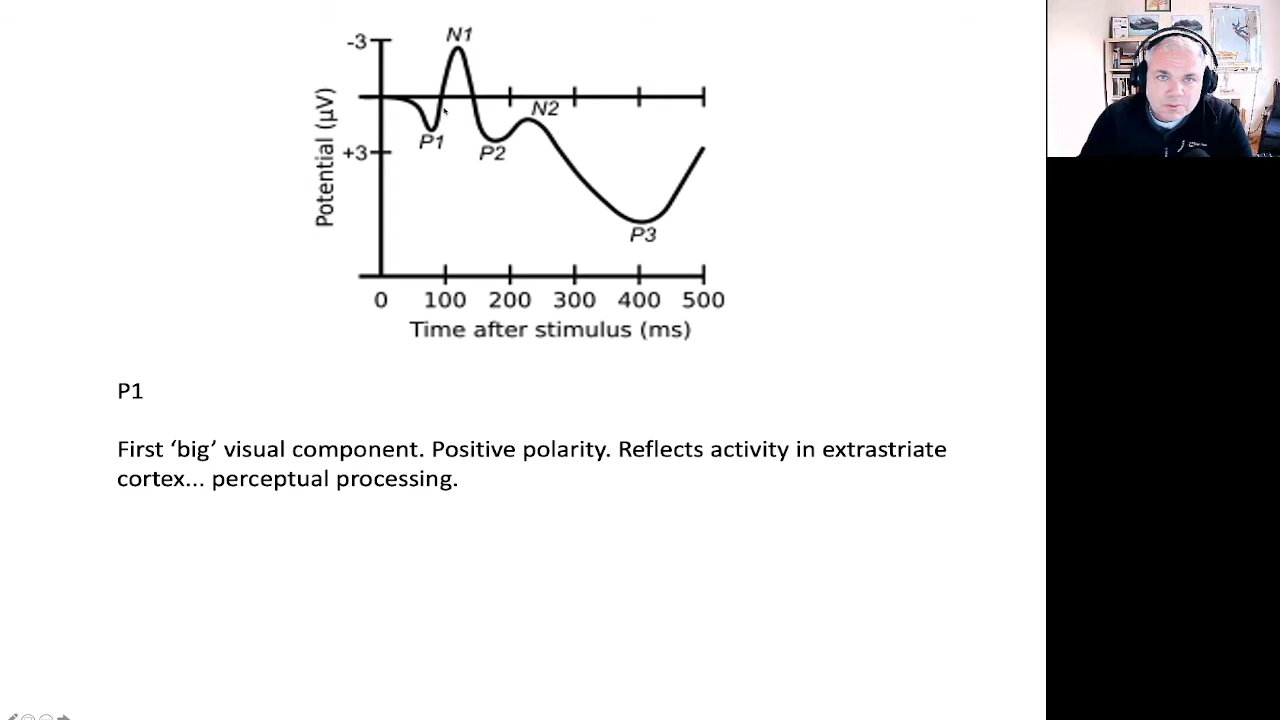 -3
N1
N2
P1
P2
+3
P3
Potential (µV)
0 100 200 300 400 500
Time after stimulus (ms)
P1
First ‘big’ visual component. Positive polarity. Reflects activity in extrastriate
cortex... perceptual processing.